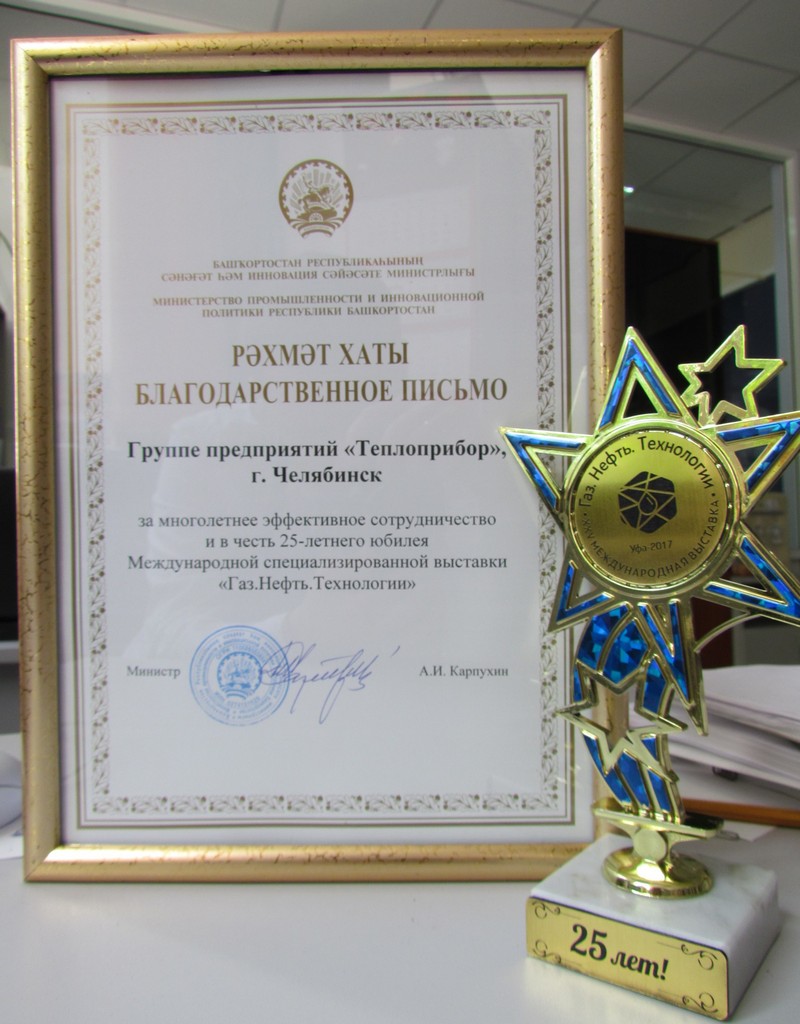 БАШҠОРТОСТАН РЕСПУБЛИКАҺЫНЫҢ
СӘНӘҒӘТ ҺӘМ ИННОВАЦИЯ СӘЙӘСӘТЕ МИНИСТРЛЫҒЫ
МИНИСТЕРСТВО ПРОМЫШЛЕННОСТИ И ИННОВАЦИОННОЙ
ПОЛИТИКИ РЕСПУБЛИКИ БАШКОРТОСТАН
РӘХМӘТ ХАТЫ
БЛАГОДАРСТВЕННОЕ ПИСЬМО
Группе предприятий «Теплоприбор»,
г. Челябинск
за многолетнее эффективное сотрудничество
и в честь 25-летнего юбилея
Международной специализированной выставки
«Газ.Нефть.Технологии»
Министр
А.И. Карпухин
Газ. Нефть. Технологии
Уфа-2017
XXV МЕЖДУНАРОДНАЯ ВЫСТАВКА
25 лет!